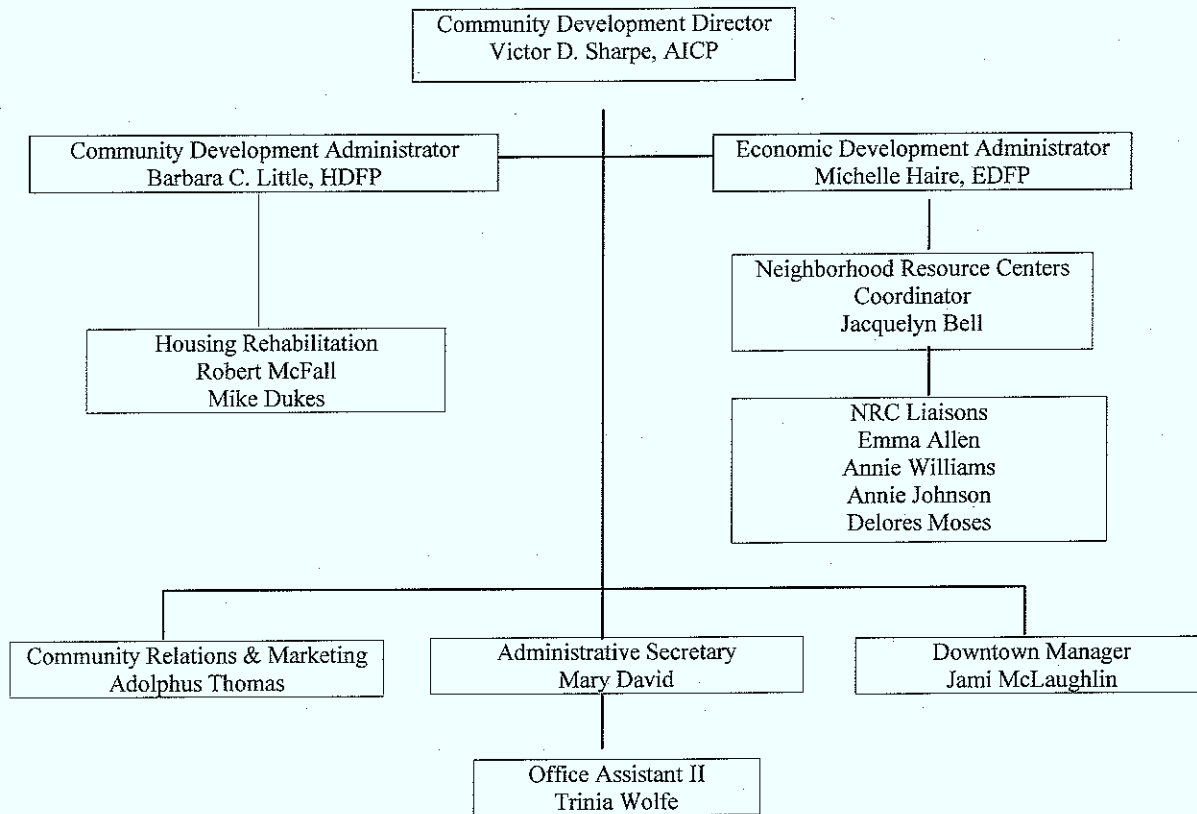 Community Development Director
Victor D. Sharpe, AICP
Community Development Administrator
Barbara C. Little, HDFP
Economic Development Administrator
Michelle Haire, EDFP
Neighborhood Resource Centers
Coordinator
Jacquelyn Bell
Housing Rehabilitation
Robert McFall
Mike Dukes
NRC Liaisons
Emma Allen
Annie Williams
Annie Johnson
Delores Moses
Community Relations & Marketing
Adolphus Thomas
Administrative Secretary
Mary David
Downtown Manager
Jami McLaughlin
Office Assistant II
Trinia Wolfe